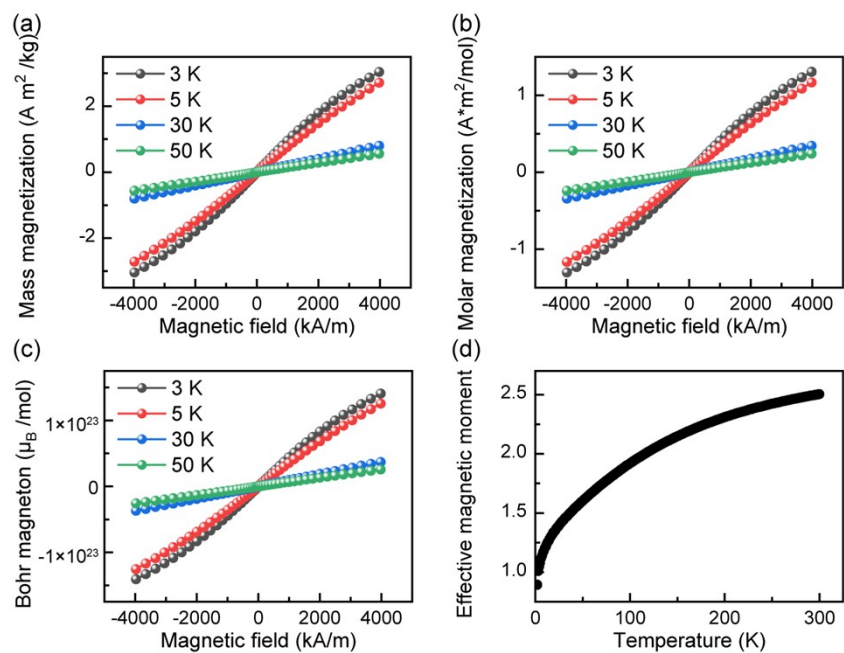 (a)
Mass magnetization (A m² /kg)
3 K
5 K
30 K
50 K
2
0
-2
-4000 -2000 0 2000 4000
Magnetic field (kA/m)
(b)
Molar magnetization (A*m²/mol)
3 K
5 K
30 K
50 K
1
0
-1
-4000 -2000 0 2000 4000
Magnetic field (kA/m)
(c)
Bohr magneton (μB /mol)
3 K
5 K
30 K
50 K
1×10²³
0
-1×10²³
-4000 -2000 0 2000 4000
Magnetic field (kA/m)
(d)
Effective magnetic moment
2.5
2.0
1.5
1.0
0 100 200 300
Temperature (K)